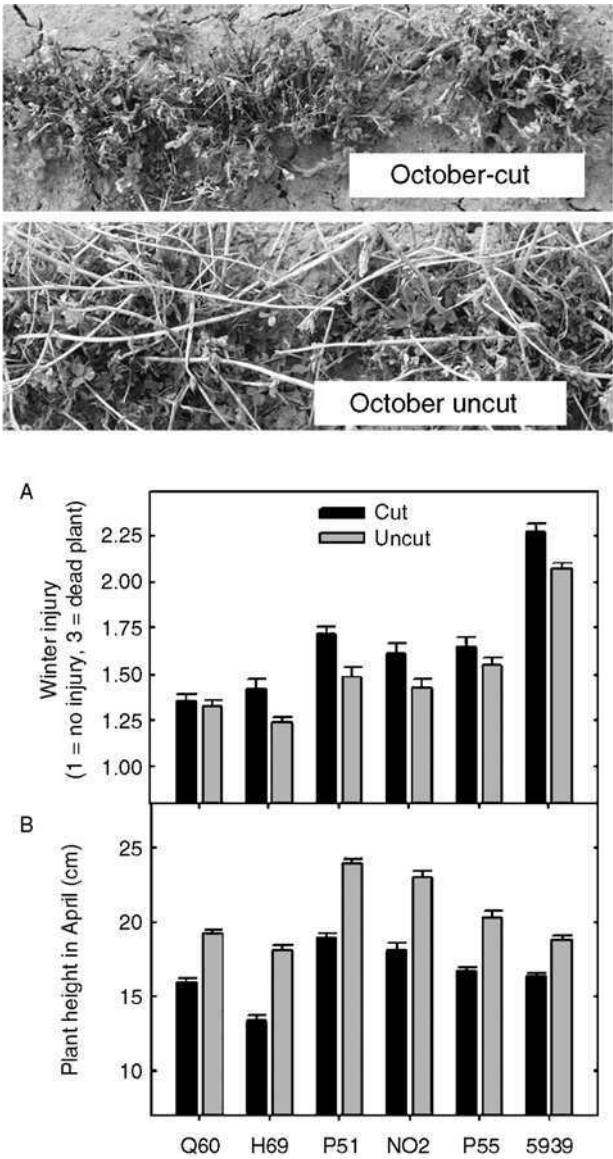 October-cut
October uncut
A
Cut
Uncut
Winter injury
(1 = no injury, 3 = dead plant)
2.25
2.00
1.75
1.50
1.25
1.00
B
Plant height in April (cm)
25
20
15
10
Q60 H69 P51 NO2 P55 5939